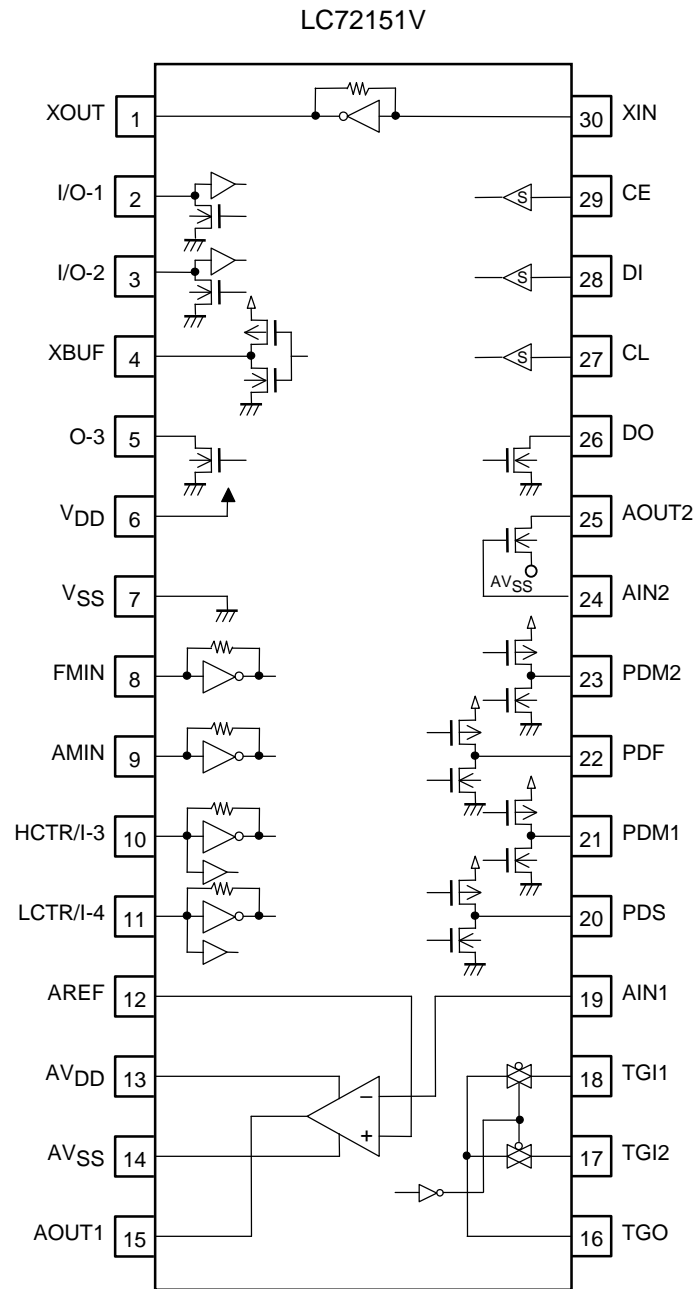 LC72151V
XOUT 1 30 XIN
I/O-1 2 S 29 CE
I/O-2 3 S 28 DI
XBUF 4 S 27 CL
O-3 5 26 DO
VDD 6 25 AOUT2
AVSS
VSS 7 24 AIN2
FMIN 8 23 PDM2
AMIN 9 22 PDF
HCTR/I-3 10 21 PDM1
LCTR/I-4 11 20 PDS
AREF 12 19 AIN1
AVDD 13 − 18 TGI1
+
AVSS 14 17 TGI2
AOUT1 15 16 TGO